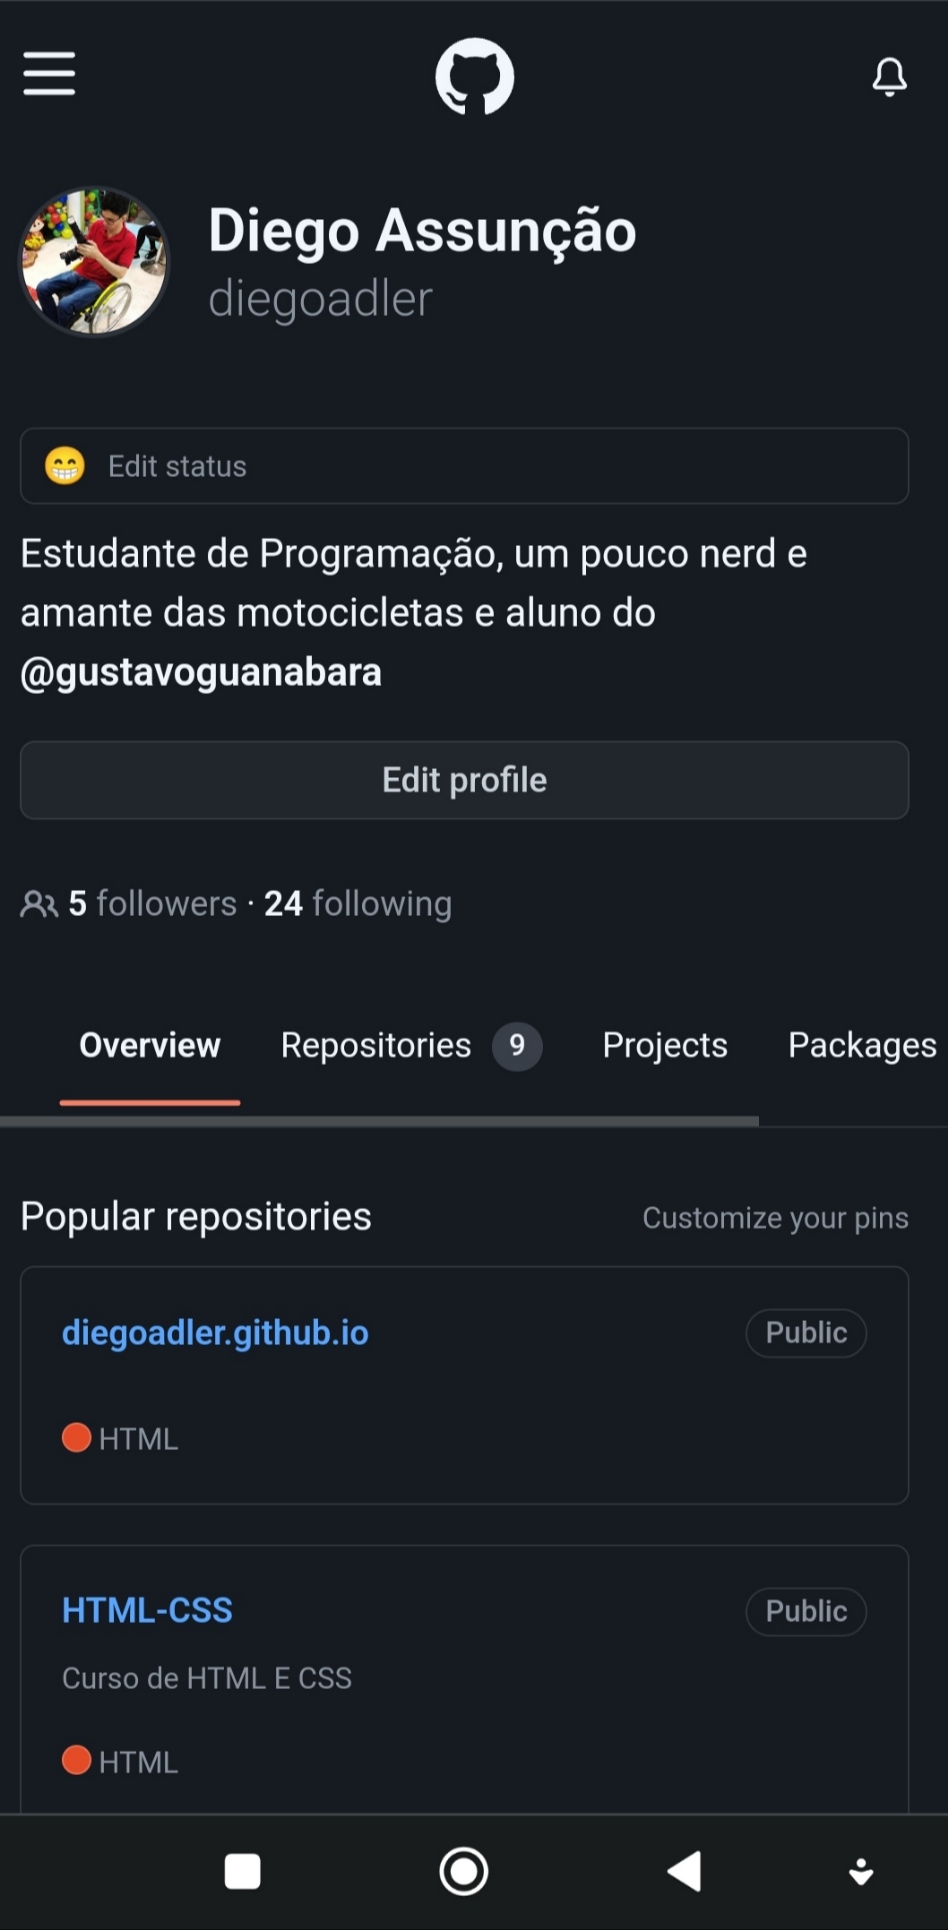 Diego Assunção
diegoadler
Edit status
Estudante de Programação, um pouco nerd e
amante das motocicletas e aluno do
@gustavoguanabara
Edit profile
5 followers · 24 following
Overview Repositories 9 Projects Packages
Popular repositories Customize your pins
diegoadler.github.io Public
HTML
HTML-CSS Public
Curso de HTML E CSS
HTML